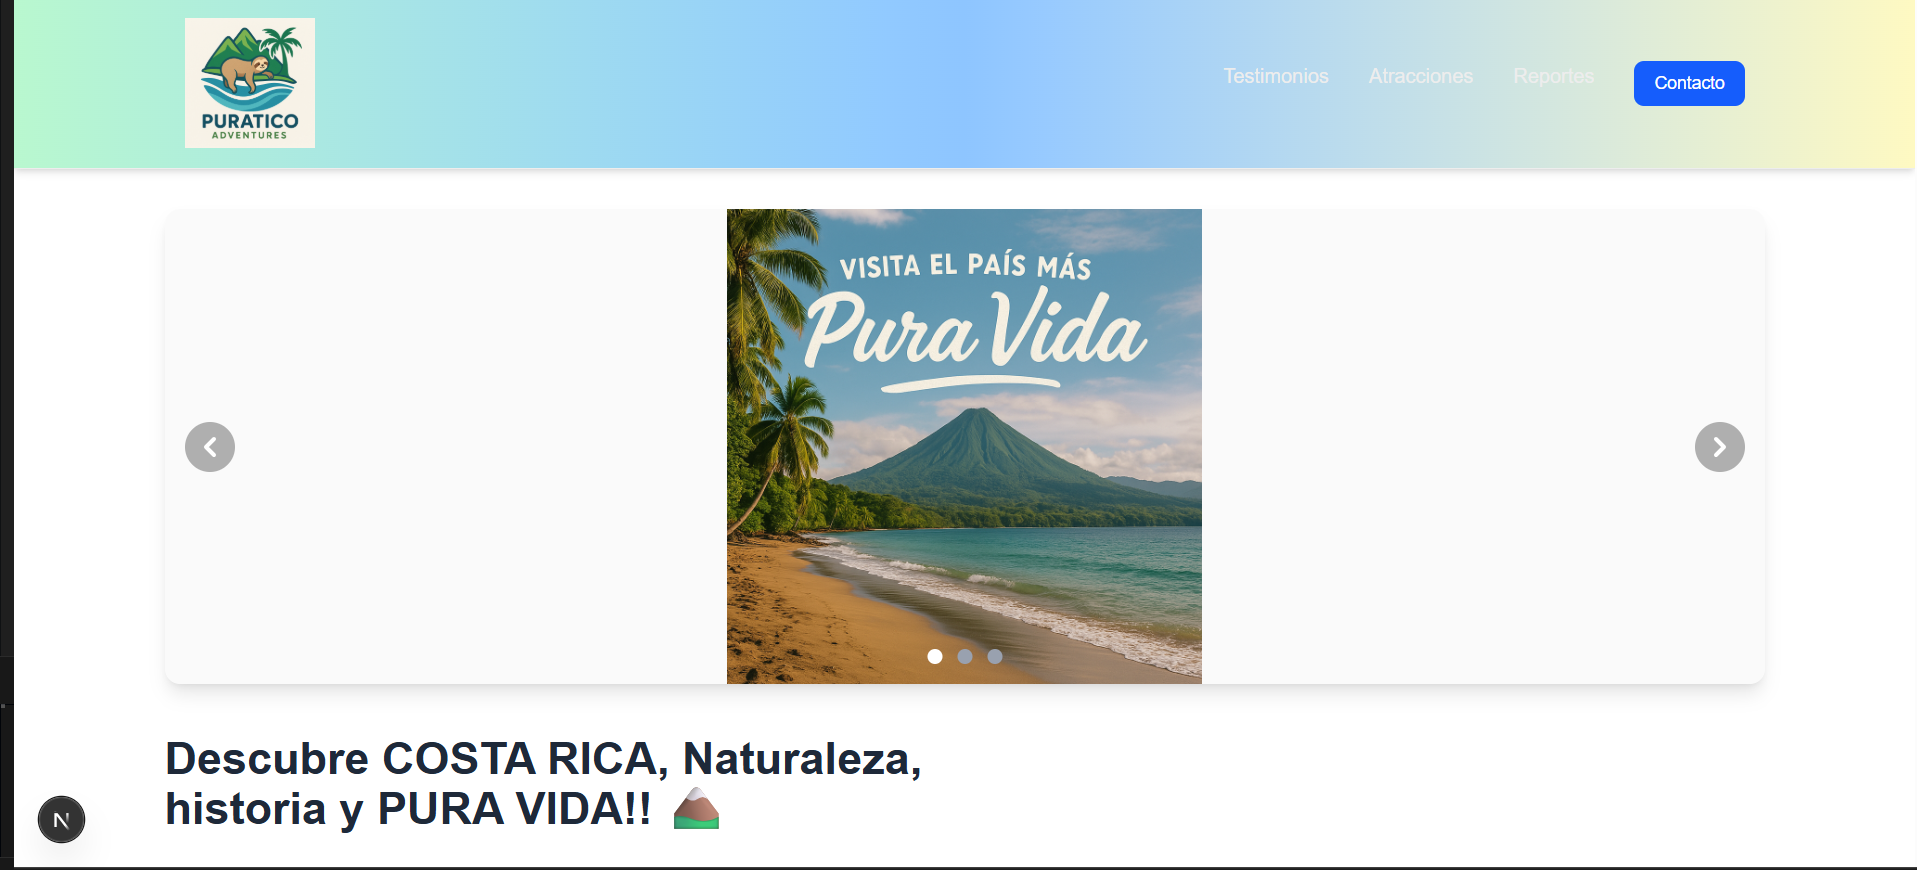 PURATICO
ADVENTURES
Testimonios
Atracciones
Reportes
Contacto
VISITA EL PAÍS MÁS
Pura Vida
Descubre COSTA RICA, Naturaleza,
historia y PURA VIDA!!
N